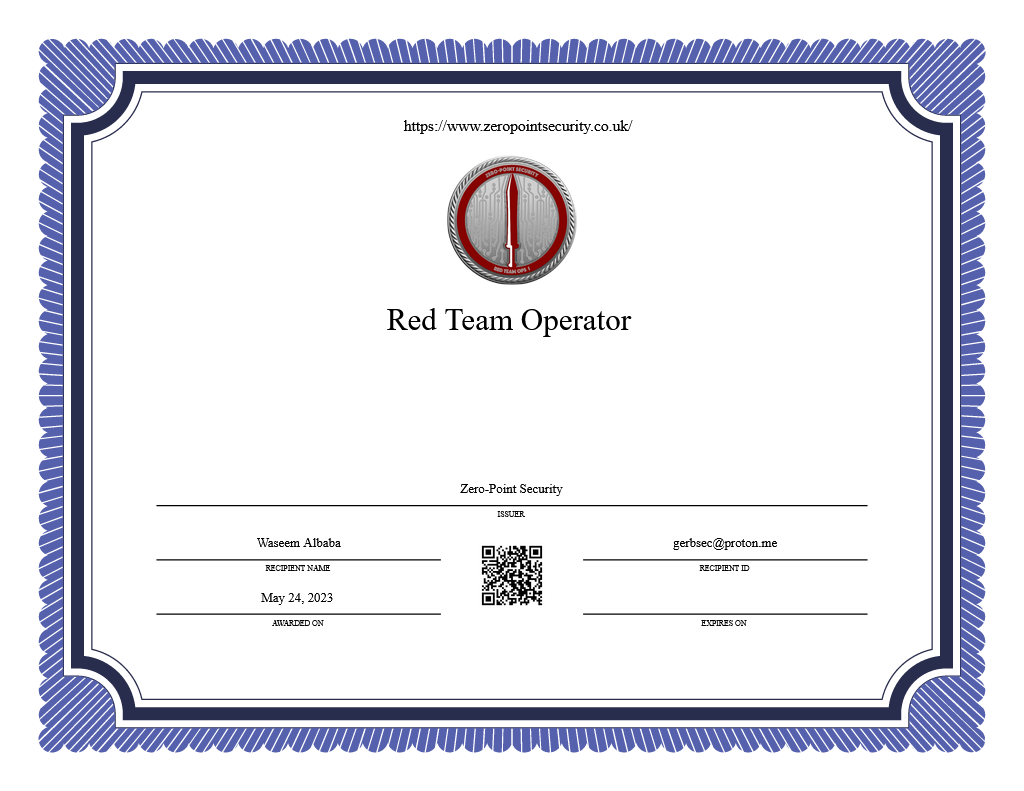 https://www.zeropointsecurity.co.uk/
ZERO-POINT SECURITY
RED TEAM OPS I
Red Team Operator
Zero-Point Security
ISSUER
Waseem Albaba
gerbsec@proton.me
RECIPIENT NAME
RECIPIENT ID
May 24, 2023
AWARDED ON
EXPIRES ON